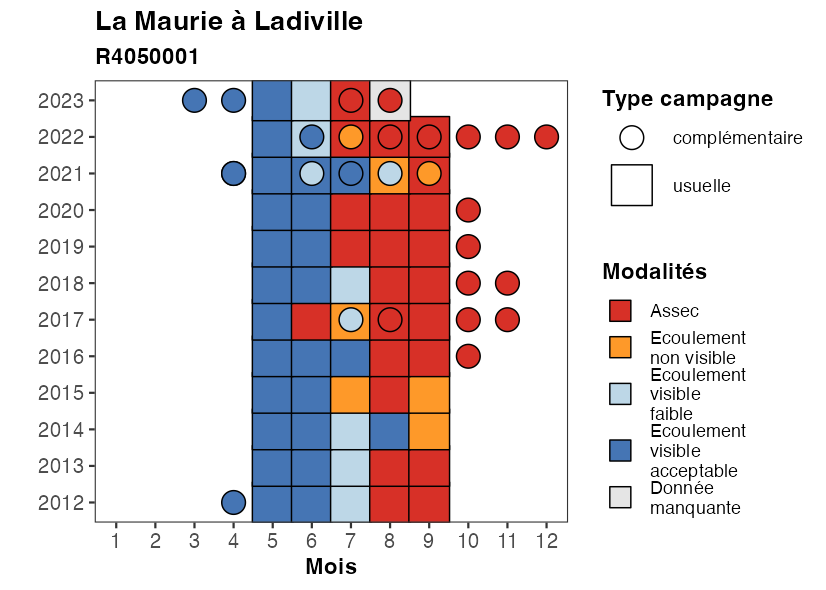 La Maurie à Ladiville
R4050001
2023
2022
2021
2020
2019
2018
2017
2016
2015
2014
2013
2012
1 2 3 4 5 6 7 8 9 10 11 12
Mois
Type campagne
complémentaire
usuelle
Modalités
Assec
Ecoulement
non visible
Ecoulement
visible
faible
Ecoulement
visible
acceptable
Donnée
manquante